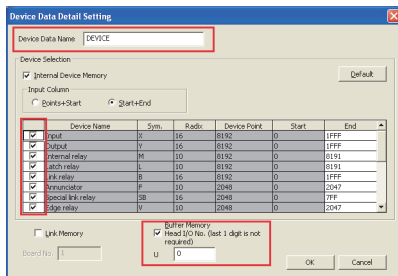 Device Data Detail Setting
Device Data Name DEVICE
Device Selection
Internal Device Memory
Default
Input Column
Points+Start Start+End
Device Name Sym. Radix Device Point Start End
Input X 16 8192 0 1FFF
Output Y 16 8192 0 1FFF
Internal relay M 10 8192 0 8191
Latch relay L 10 8192 0 8191
Link relay B 16 8192 0 1FFF
Annunciator F 10 2048 0 2047
Special link relay SB 16 2048 0 7FF
Edge relay V 10 2048 0 2047
Link Memory
Board No. 1
Buffer Memory
Head I/O No. (last 1 digit is not
required)
U 0
OK Cancel